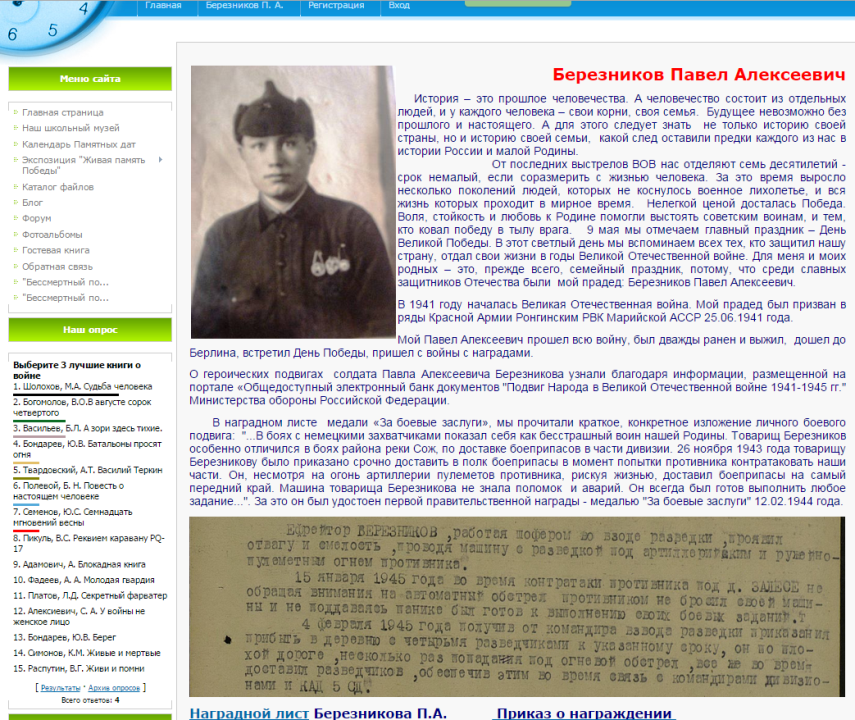 4
5
6
Главная
Березников П. А.
Регистрация
Вход
Меню сайта
Главная страница
Наш школьный музей
Календарь Памятных дат
Экспозиция "Живая память
Победы"
Каталог файлов
Блог
Форум
Фотоальбомы
Гостевая книга
Обратная связь
"Бессмертный по...
"Бессмертный по...
Наш опрос
Выберите 3 лучшие книги о
войне
1. Шолохов, М.А. Судьба человека
2. Богомолов, В.О.В августе сорок
четвертого
3. Васильев, Б.Л. А зори здесь тихие.
4. Бондарев, Ю.В. Батальоны просят
огня
5. Твардовский, А.Т. Василий Теркин
6. Полевой, Б. Н. Повесть о
настоящем человеке
7. Семенов, Ю.С. Семнадцать
мгновений весны
8. Пикуль, В.С. Реквием каравану PQ-
17
9. Адамович, А. Блокадная книга
10. Фадеев, А. А. Молодая гвардия
11. Платов, Л.Д. Секретный фарватер
12. Алексиевич, С. А. У войны не
женское лицо
13. Бондарев, Ю.В. Берег
14. Симонов, К.М. Живые и мертвые
15. Распутин, В.Г. Живи и помни
[ Результаты · Архив опросов ]
Всего ответов: 4
Березников Павел Алексеевич
История – это прошлое человечества. А человечество состоит из отдельных
людей, и у каждого человека – свои корни, своя семья. Будущее невозможно без
прошлого и настоящего. А для этого следует знать не только историю своей
страны, но и историю своей семьи, какой след оставили предки каждого из нас в
истории России и малой Родины.
От последних выстрелов ВОВ нас отделяют семь десятилетий -
срок немалый, если соразмерить с жизнью человека. За это время выросло
несколько поколений людей, которых не коснулось военное лихолетье, и вся
жизнь которых проходит в мирное время. Нелегкой ценой досталась Победа.
Воля, стойкость и любовь к Родине помогли выстоять советским воинам, и тем,
кто ковал победу в тылу врага. 9 мая мы отмечаем главный праздник – День
Великой Победы. В этот светлый день мы вспоминаем всех тех, кто защитил нашу
страну, отдал свои жизни в годы Великой Отечественной войне. Для меня и моих
родных – это, прежде всего, семейный праздник, потому, что среди славных
защитников Отечества были мой прадед: Березников Павел Алексеевич.
В 1941 году началась Великая Отечественная война. Мой прадед был призван в
ряды Красной Армии Ронгинским РВК Марийской АССР 25.06.1941 года.
Мой Павел Алексеевич прошел всю войну, был дважды ранен и выжил, дошел до
Берлина, встретил День Победы, пришел с войны с наградами.
О героических подвигах солдата Павла Алексеевича Березникова узнали благодаря информации, размещенной на
портале «Общедоступный электронный банк документов "Подвиг Народа в Великой Отечественной войне 1941-1945 гг."
Министерства обороны Российской Федерации.
В наградном листе медали «За боевые заслуги», мы прочитали краткое, конкретное изложение личного боевого
подвига: "...В боях с немецкими захватчиками показал себя как бесстрашный воин нашей Родины. Товарищ Березников
особенно отличился в боях района реки Сож, по доставке боеприпасов в части дивизии. 26 ноября 1943 года товарищу
Березникову было приказано срочно доставить в полк боеприпасы в момент попытки противника контратаковать наши
части. Он, несмотря на огонь артиллерии пулеметов противника, рискуя жизнью, доставил боеприпасы на самый
передний край. Машина товарища Березникова не знала поломок и аварий. Он всегда был готов выполнить любое
задание...". За это он был удостоен первой правительственной награды - медалью "За боевые заслуги" 12.02.1944 года.
Ефрейтор БЕРЕЗНИКОВ ,работая шофером во взводе разведки ,проявил
отвагу и смелость ,проводя машину с разведкой под артиллерийским и ружейно-
пулеметным огнем противника.
15 января 1945 года во время контратаки противника под д. ЗАЛЕСЕ не
обращая внимания на автоматный обстрел противником не бросил своей маши-
ны и не поддаваясь панике был готов к выполнению своих боевых заданий.
4 февраля 1945 года получив от командира взвода разведки приказания
прибыть в деревню с четырьмя разведчиками к указанному сроку, он по пло-
хой дороге ,несколько раз попадания под огневой обстрел ,все же во время
доставил разведчиков ,обеспечив этим во время связь с командирами дивизио-
нами и КАД 5 СД.
Наградной лист Березникова П.А. Приказ о награждении